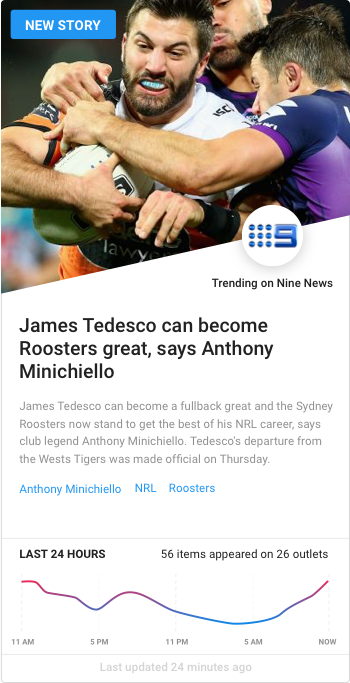 NEW STORY
ISC
lawye
9
Trending on Nine News
James Tedesco can become
Roosters great, says Anthony
Minichiello
James Tedesco can become a fullback great and the Sydney
Roosters now stand to get the best of his NRL career, says
club legend Anthony Minichiello. Tedesco's departure from
the Wests Tigers was made official on Thursday.
Anthony Minichiello NRL Roosters
LAST 24 HOURS 56 items appeared on 26 outlets
11 AM 5 PM 11 PM 5 AM NOW
Last updated 24 minutes ago